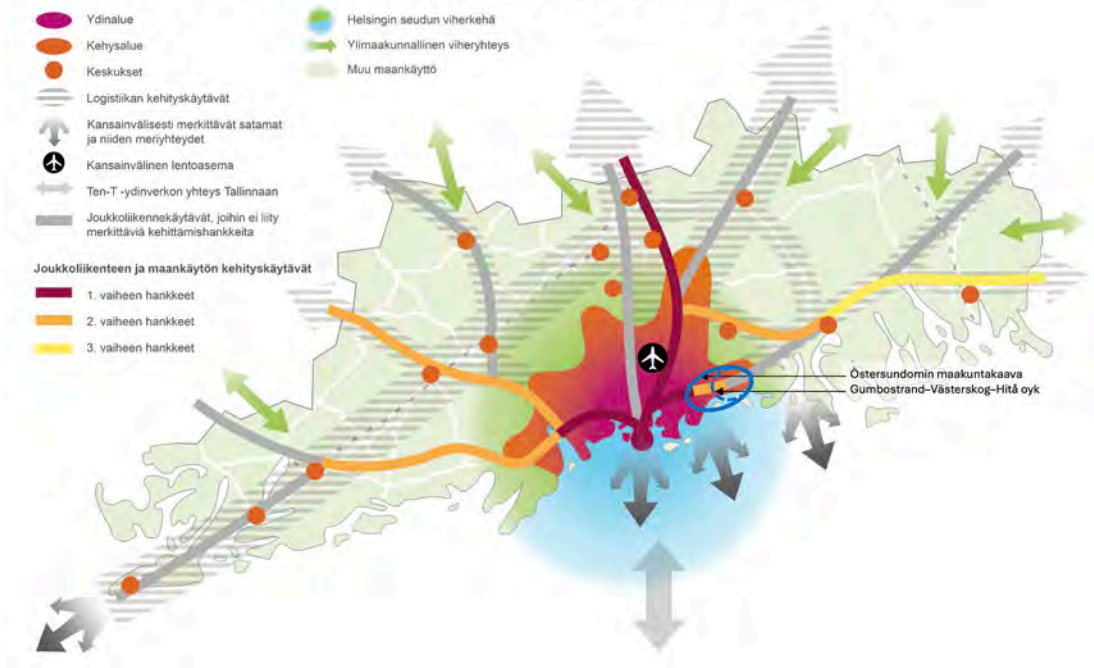 Ydinalue
Kehysalue
Keskukset
Logistiikan kehityskäytävät
Kansainvälisesti merkittävät satamat
ja niiden meriyhteydet
Kansainvälinen lentoasema
Ten-T -ydinverkon yhteys Tallinnaan
Joukkoliikennekäytävät, joihin ei liity
merkittäviä kehittämishankkeita
Joukkoliikenteen ja maankäytön kehityskäytävät
1. vaiheen hankkeet
2. vaiheen hankkeet
3. vaiheen hankkeet
Helsingin seudun viherkehä
Ylimaakunnallinen viheryhteys
Muu maankäyttö
Östersundomin maakuntakaava
Gumbostrand–Västerskog–Hitå oyk